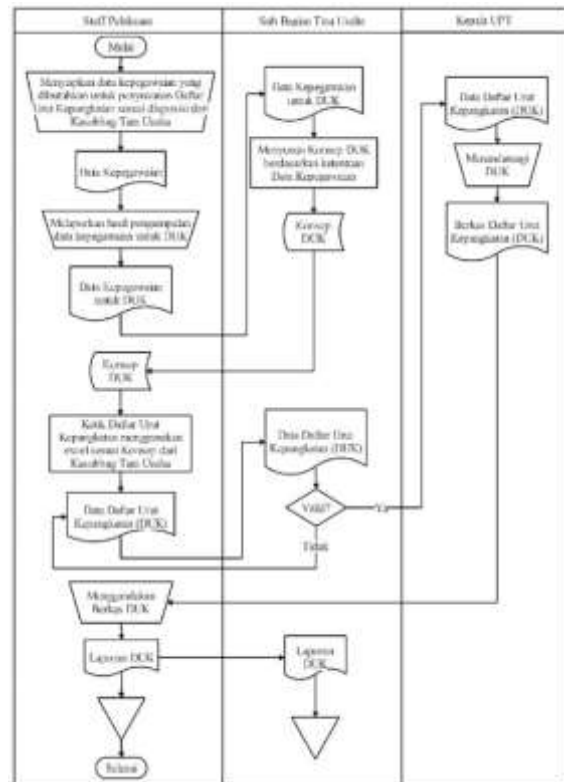 Staff Pelaksana
Sub Bagian Tata Usaha
Kepala UPT
Mulai
Menyiapkan data kepegawaian yang
dibutuhkan untuk penyusunan Daftar
Urut Kepangkatan sesuai disposisi dari
Kasubbag Tata Usaha
Data Kepegawaian
Melaporkan hasil pengumpulan
data kepegawaian untuk DUK
Data Kepegawaian
untuk DUK
Data Kepegawaian
untuk DUK
Menyusun Konsep DUK
berdasarkan ketentuan
Data Kepegawaian
Konsep
DUK
Konsep
DUK
Ketik Daftar Urut
Kepangkatan menggunakan
excel sesuai Konsep dari
Kasubbag Tata Usaha
Data Daftar Urut
Kepangkatan (DUK)
Data Daftar Urut
Kepangkatan (DUK)
Valid?
Ya
Tidak
Data Daftar Urut
Kepangkatan (DUK)
Menandatangi
DUK
Berkas Daftar Urut
Kepangkatan (DUK)
Menggandakan
Berkas DUK
Laporan DUK
Laporan
DUK
Selesai